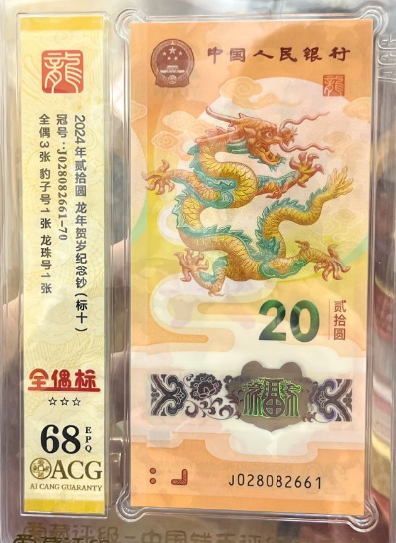 龍
2024年贰拾圆 龙年贺岁纪念钞（标十）
冠号：J028082661-70
全偶3张 豹子号1张 龙珠号1张
全偶标
☆☆☆
68 EPQ
ACG
AI CANG GUARANTY
中国人民银行
龍
20
贰拾圆
J028082661